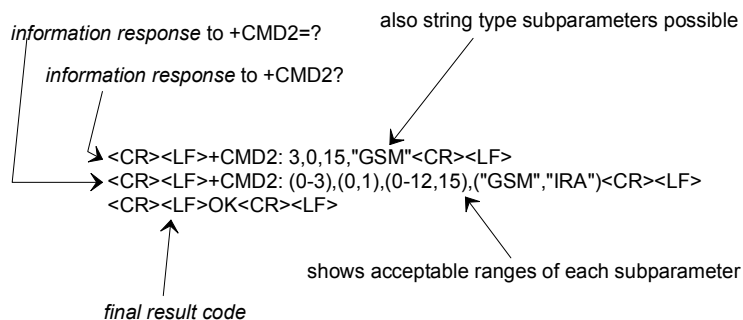 also string type subparameters possible
information response to +CMD2=?
information response to +CMD2?
<CR><LF>+CMD2: 3,0,15,"GSM"<CR><LF>
<CR><LF>+CMD2: (0-3),(0,1),(0-12,15),("GSM","IRA")<CR><LF>
<CR><LF>OK<CR><LF>
shows acceptable ranges of each subparameter
final result code